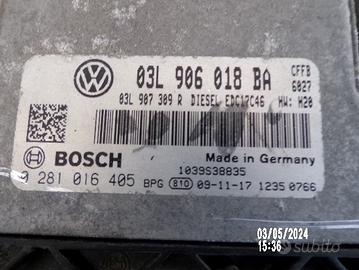 03L 906 018 BA
CFFB
6027
03L 907 309 R DIESEL EDC17C46 HW: H20
BOSCH
Made in Germany
1039S38835
0 281 016 405 BPG 810 09-11-17 1235 0766
03/05/2024
15:36
subito